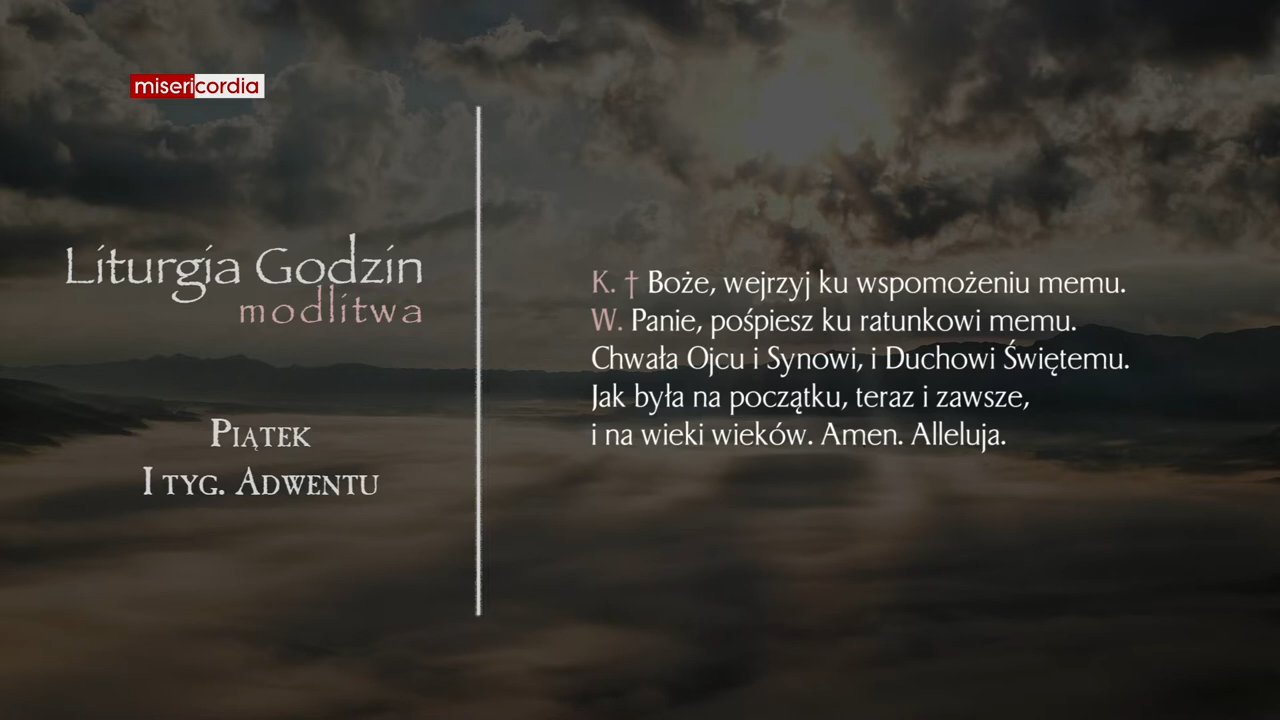 misericordia
Liturgia Godzin
modlitwa
Piątek
I tyg. Adwentu
K. † Boże, wejrzyj ku wspomożeniu memu.
W. Panie, pośpiesz ku ratunkowi memu.
Chwała Ojcu i Synowi, i Duchowi Świętemu.
Jak była na początku, teraz i zawsze,
i na wieki wieków. Amen. Alleluja.